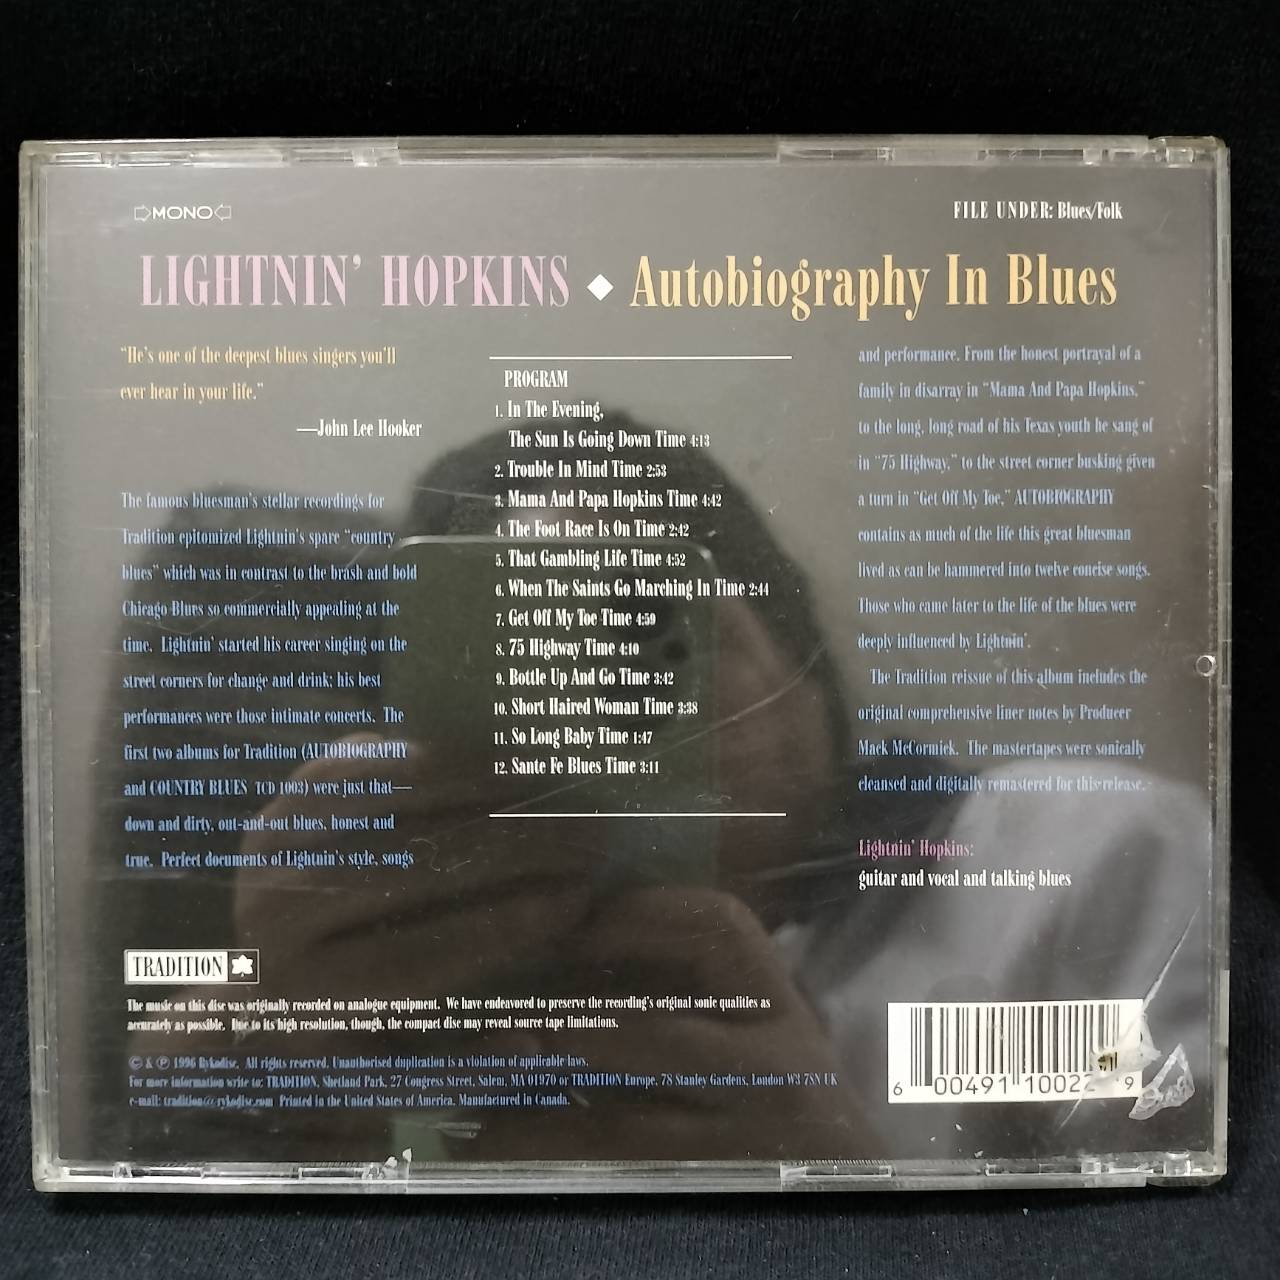 MONO
FILE UNDER: Blues/Folk
LIGHTNIN' HOPKINS ◆ Autobiography In Blues
"He's one of the deepest blues singers you'll
ever hear in your life."
—John Lee Hooker
The famous bluesman's stellar recordings for
Tradition epitomized Lightnin's spare "country
blues" which was in contrast to the brash and bold
Chicago Blues so commercially appealing at the
time. Lightnin' started his career singing on the
street corners for change and drink; his best
performances were those intimate concerts. The
first two albums for Tradition (AUTOBIOGRAPHY
and COUNTRY BLUES TCD 1003) were just that—
down and dirty, out-and-out blues, honest and
true. Perfect documents of Lightnin's style, songs
PROGRAM
1. In The Evening,
The Sun Is Going Down Time 4:13
2. Trouble In Mind Time 2:53
3. Mama And Papa Hopkins Time 4:42
4. The Foot Race Is On Time 2:42
5. That Gambling Life Time 4:52
6. When The Saints Go Marching In Time 2:44
7. Get Off My Toe Time 4:59
8. 75 Highway Time 4:10
9. Bottle Up And Go Time 3:42
10. Short Haired Woman Time 3:38
11. So Long Baby Time 1:47
12. Sante Fe Blues Time 3:11
and performance. From the honest portrayal of a
family in disarray in "Mama And Papa Hopkins,"
to the long, long road of his Texas youth he sang of
in "75 Highway," to the street corner busking given
a turn in "Get Off My Toe," AUTOBIOGRAPHY
contains as much of the life this great bluesman
lived as can be hammered into twelve concise songs.
Those who came later to the life of the blues were
deeply influenced by Lightnin'.
The Tradition reissue of this album includes the
original comprehensive liner notes by Producer
Mack McCormick. The mastertapes were sonically
cleansed and digitally remastered for this release.
Lightnin' Hopkins:
guitar and vocal and talking blues
TRADITION
The music on this disc was originally recorded on analogue equipment. We have endeavored to preserve the recording's original sonic qualities as
accurately as possible. Due to its high resolution, though, the compact disc may reveal source tape limitations.
© & ℗ 1996 Rykodisc. All rights reserved. Unauthorised duplication is a violation of applicable laws.
For more information write to: TRADITION, Shetland Park, 27 Congress Street, Salem, MA 01970 or TRADITION Europe, 78 Stanley Gardens, London W3 7SN UK
e-mail: tradition@rykodisc.com Printed in the United States of America. Manufactured in Canada.
6 00491 1002 9